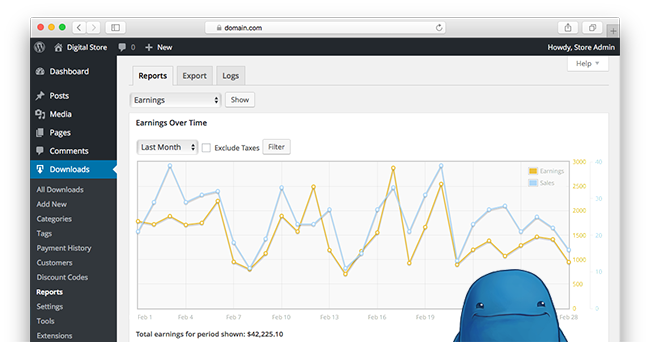 domain.com
Digital Store 0 New Howdy, Store Admin
Dashboard
Posts
Media
Pages
Comments
Downloads
All Downloads
Add New
Categories
Tags
Payment History
Customers
Discount Codes
Reports
Settings
Tools
Extensions
Help
Reports Export Logs
Earnings Show
Earnings Over Time
Last Month Exclude Taxes Filter
Earnings
Sales
3000 40
2500
2000 30
1500 20
1000
500 10
0 0
Feb 1 Feb 4 Feb 7 Feb 10 Feb 13 Feb 16 Feb 19 Feb 28
Total earnings for period shown: $42,225.10